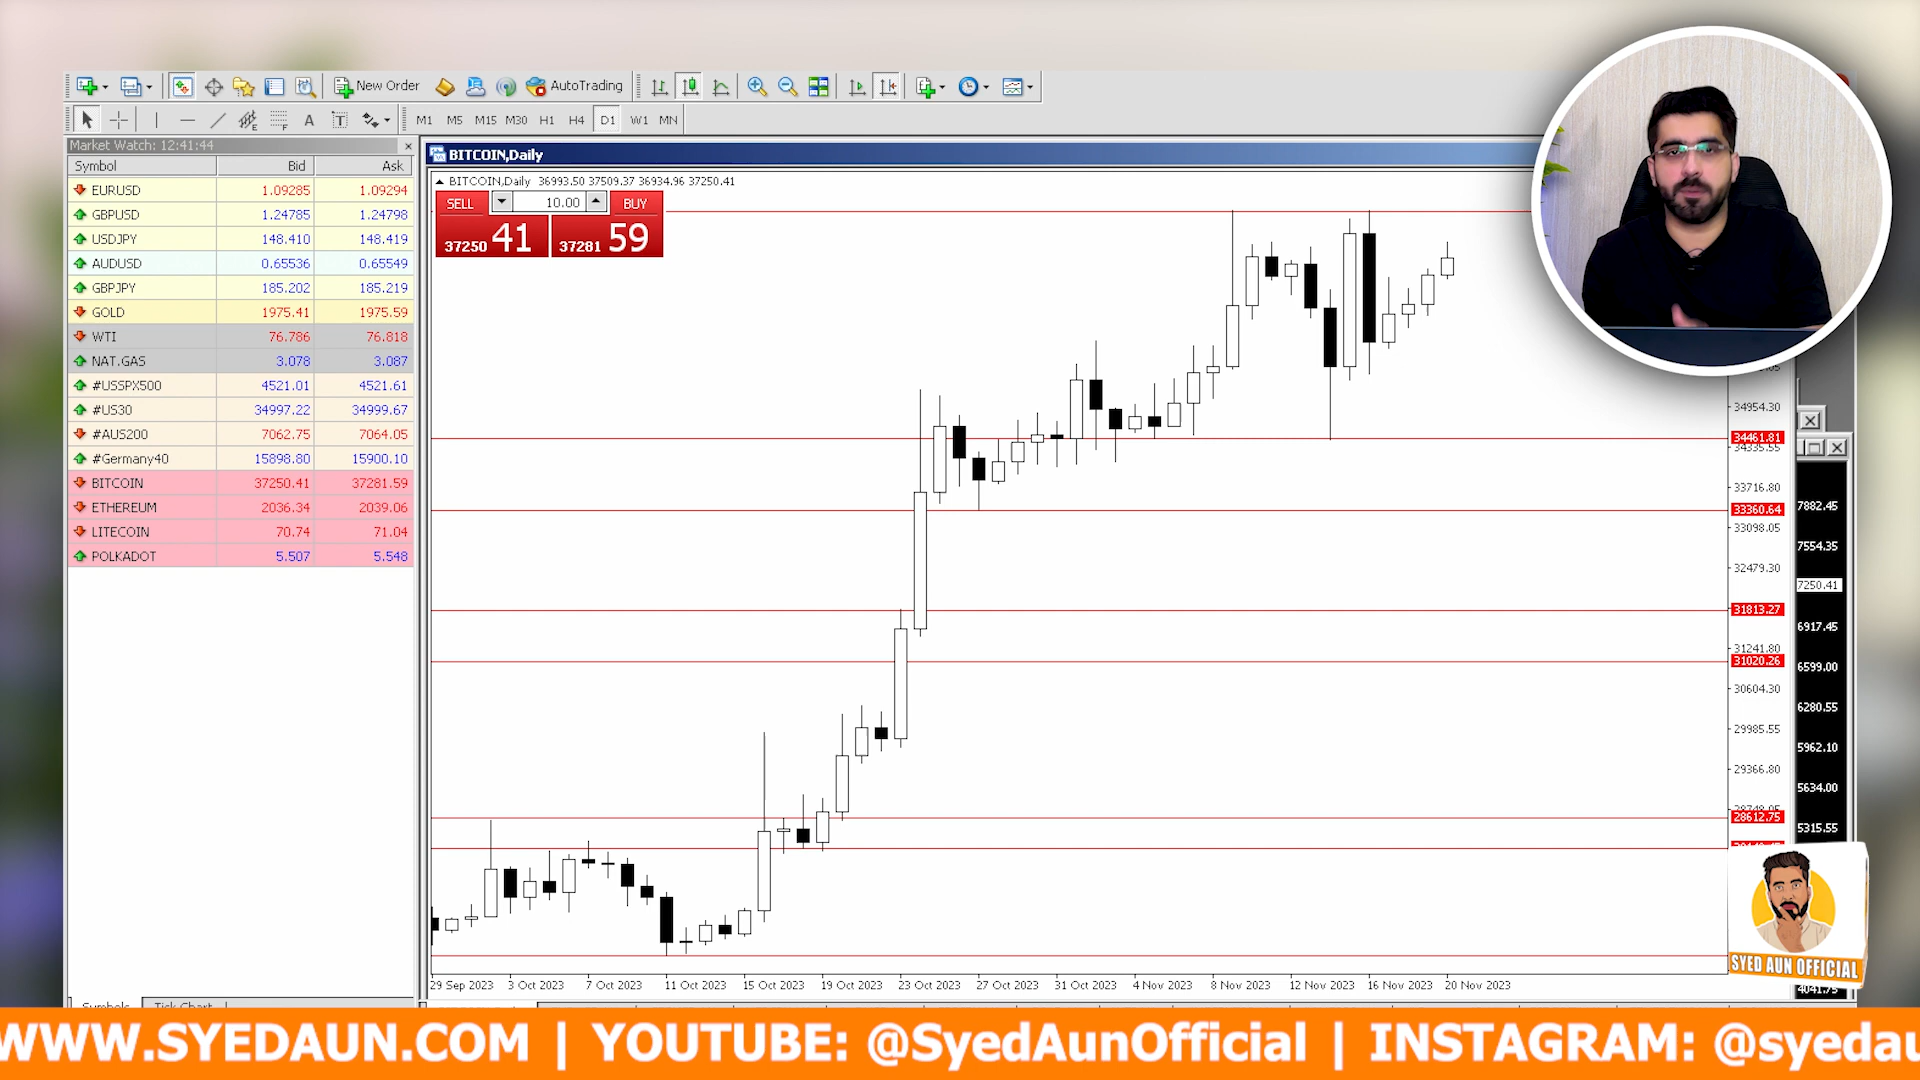 New Order
AutoTrading
A
T
M1 M5 M15 M30 H1 H4 D1 W1 MN
Market Watch: 12:41:44
Symbol Bid Ask
EURUSD 1.09285 1.09294
GBPUSD 1.24785 1.24798
USDJPY 148.410 148.419
AUDUSD 0.65536 0.65549
GBPJPY 185.202 185.219
GOLD 1975.41 1975.59
WTI 76.786 76.818
NAT.GAS 3.078 3.087
#USSPX500 4521.01 4521.61
#US30 34997.22 34999.67
#AUS200 7062.75 7064.05
#Germany40 15898.80 15900.10
BITCOIN 37250.41 37281.59
ETHEREUM 2036.34 2039.06
LITECOIN 70.74 71.04
POLKADOT 5.507 5.548
Symbols Tick Chart
BITCOIN,Daily
BITCOIN,Daily 36993.50 37509.37 36934.96 37250.41
SELL 10.00 BUY
37250 41 37281 59
34954.30
34461.81
34335.55
33716.80
33360.64
33098.05
32479.30
31813.27
31241.80
31020.26
30604.30
29985.55
29366.80
28748.05
28612.75
7882.45
7554.35
7250.41
6917.45
6599.00
6280.55
5962.10
5634.00
5315.55
4041.75
29 Sep 2023 3 Oct 2023 7 Oct 2023 11 Oct 2023 15 Oct 2023 19 Oct 2023 23 Oct 2023 27 Oct 2023 31 Oct 2023 4 Nov 2023 8 Nov 2023 12 Nov 2023 16 Nov 2023 20 Nov 2023
SYED AUN OFFICIAL
WWW.SYEDAUN.COM | YOUTUBE: @SyedAunOfficial | INSTAGRAM: @syedau